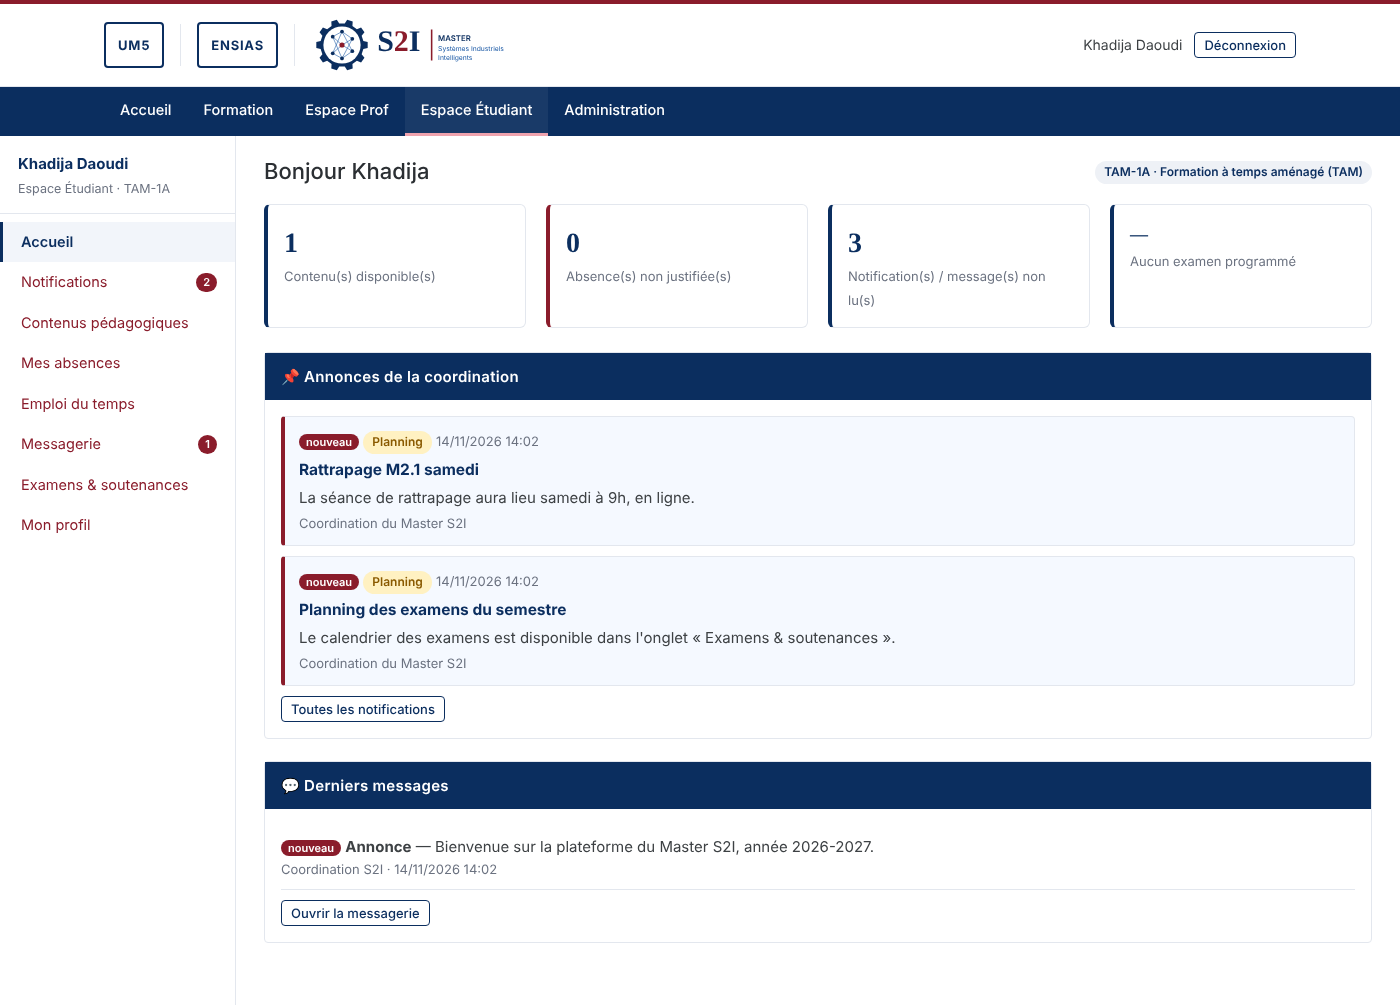 UM5
ENSIAS
S2I
MASTER
Systèmes Industriels
Intelligents
Khadija Daoudi
Déconnexion
Accueil
Formation
Espace Prof
Espace Étudiant
Administration
Khadija Daoudi
Espace Étudiant · TAM-1A
Accueil
Notifications 2
Contenus pédagogiques
Mes absences
Emploi du temps
Messagerie 1
Examens & soutenances
Mon profil
Bonjour Khadija
TAM-1A · Formation à temps aménagé (TAM)
1
Contenu(s) disponible(s)
0
Absence(s) non justifiée(s)
3
Notification(s) / message(s) non
lu(s)
—
Aucun examen programmé
📌 Annonces de la coordination
nouveau Planning 14/11/2026 14:02
Rattrapage M2.1 samedi
La séance de rattrapage aura lieu samedi à 9h, en ligne.
Coordination du Master S2I
nouveau Planning 14/11/2026 14:02
Planning des examens du semestre
Le calendrier des examens est disponible dans l'onglet « Examens & soutenances ».
Coordination du Master S2I
Toutes les notifications
💬 Derniers messages
nouveau Annonce — Bienvenue sur la plateforme du Master S2I, année 2026-2027.
Coordination S2I · 14/11/2026 14:02
Ouvrir la messagerie